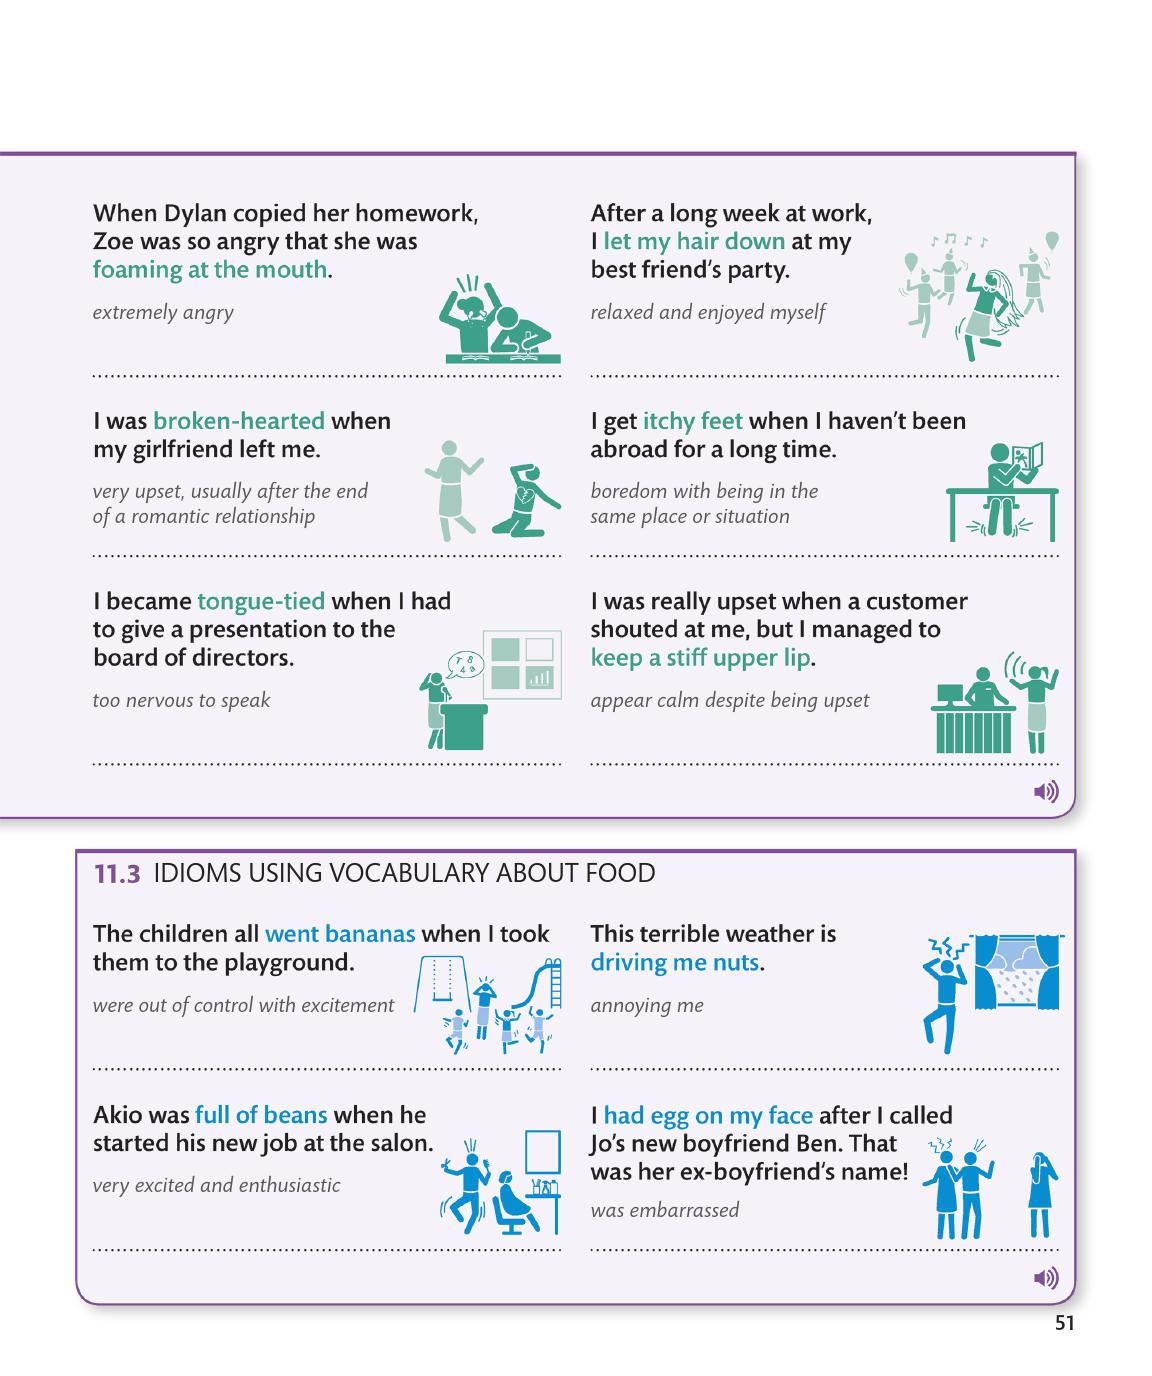 When Dylan copied her homework,
Zoe was so angry that she was
foaming at the mouth.
extremely angry
After a long week at work,
I let my hair down at my
best friend's party.
relaxed and enjoyed myself
I was broken-hearted when
my girlfriend left me.
very upset, usually after the end
of a romantic relationship
I get itchy feet when I haven't been
abroad for a long time.
boredom with being in the
same place or situation
I became tongue-tied when I had
to give a presentation to the
board of directors.
too nervous to speak
I was really upset when a customer
shouted at me, but I managed to
keep a stiff upper lip.
appear calm despite being upset
11.3 IDIOMS USING VOCABULARY ABOUT FOOD
The children all went bananas when I took
them to the playground.
were out of control with excitement
This terrible weather is
driving me nuts.
annoying me
Akio was full of beans when he
started his new job at the salon.
very excited and enthusiastic
I had egg on my face after I called
Jo's new boyfriend Ben. That
was her ex-boyfriend's name!
was embarrassed
51